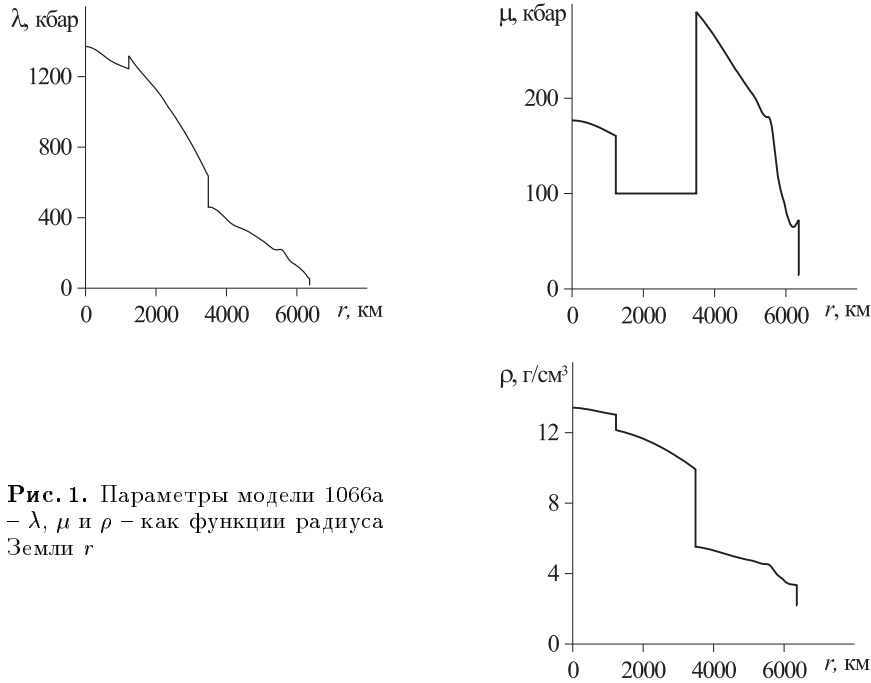 λ, кбар
1200
800
400
0
0 2000 4000 6000 r, км
μ, кбар
200
100
0
0 2000 4000 6000 r, км
ρ, г/см³
12
8
4
0
0 2000 4000 6000 r, км
Рис. 1. Параметры модели 1066а
– λ, μ и ρ – как функции радиуса
Земли r